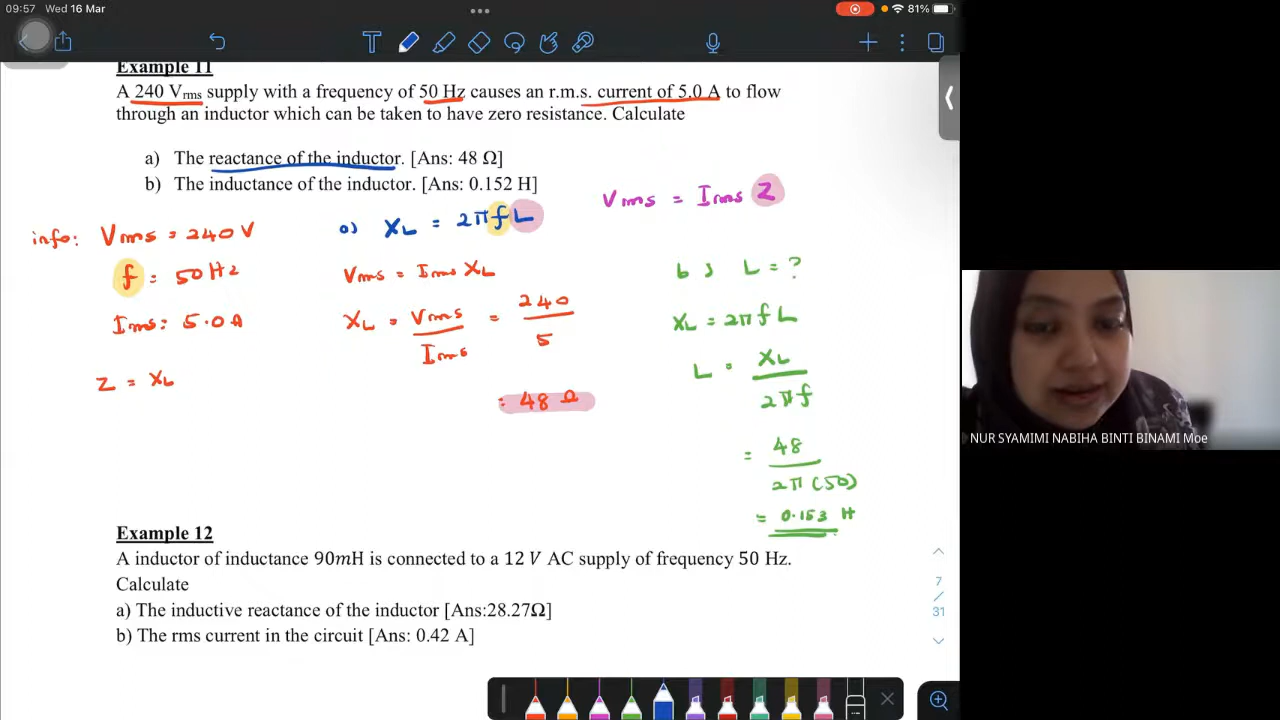 09:57 Wed 16 Mar
81%
Example 11
A 240 Vrms supply with a frequency of 50 Hz causes an r.m.s. current of 5.0 A to flow
through an inductor which can be taken to have zero resistance. Calculate
a) The reactance of the inductor. [Ans: 48 Ω]
b) The inductance of the inductor. [Ans: 0.152 H]
Vrms = Irms Z
info: Vrms = 240 V
f = 50 Hz
Irms: 5.0 A
Z = XL
a) XL = 2πfL
Vrms = Irms XL
XL = Vrms / Irms = 240 / 5
= 48 Ω
b) L = ?
XL = 2πfL
L = XL / 2πf
= 48 / 2π(50)
= 0.153 H
Example 12
A inductor of inductance 90mH is connected to a 12 V AC supply of frequency 50 Hz.
Calculate
a) The inductive reactance of the inductor [Ans:28.27Ω]
b) The rms current in the circuit [Ans: 0.42 A]
7
/
31
NUR SYAMIMI NABIHA BINTI BINAMI Moe